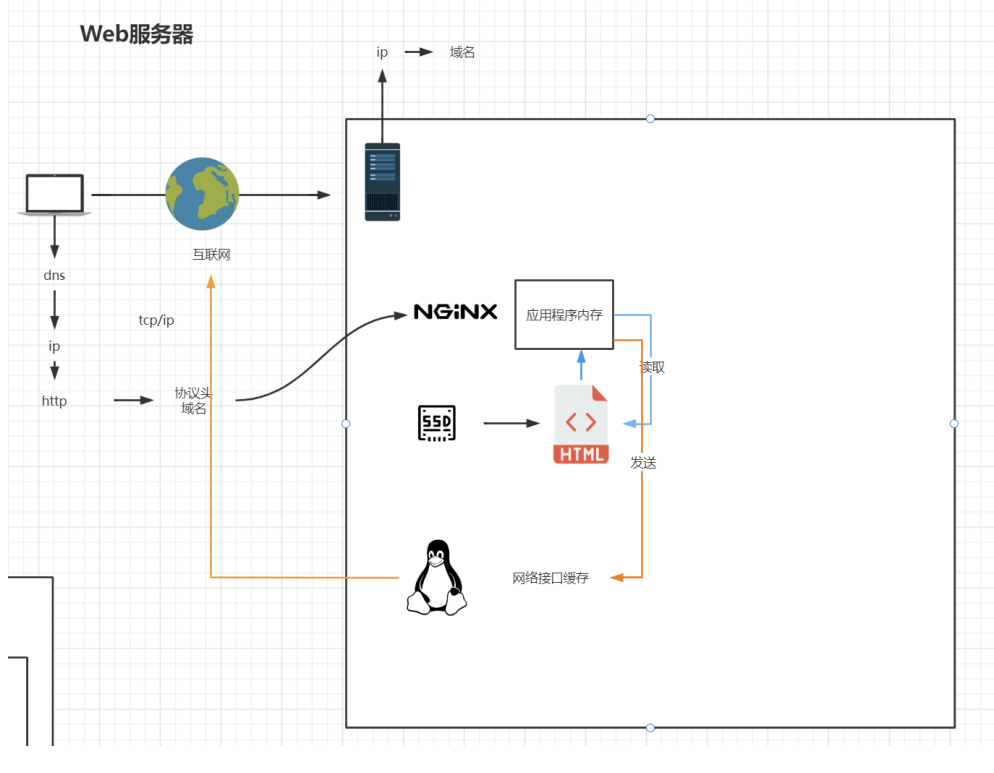 Web服务器
ip
域名
互联网
dns
tcp/ip
ip
http
协议头
域名
NGiNX
应用程序内存
读取
SSD
HTML
发送
网络接口缓存